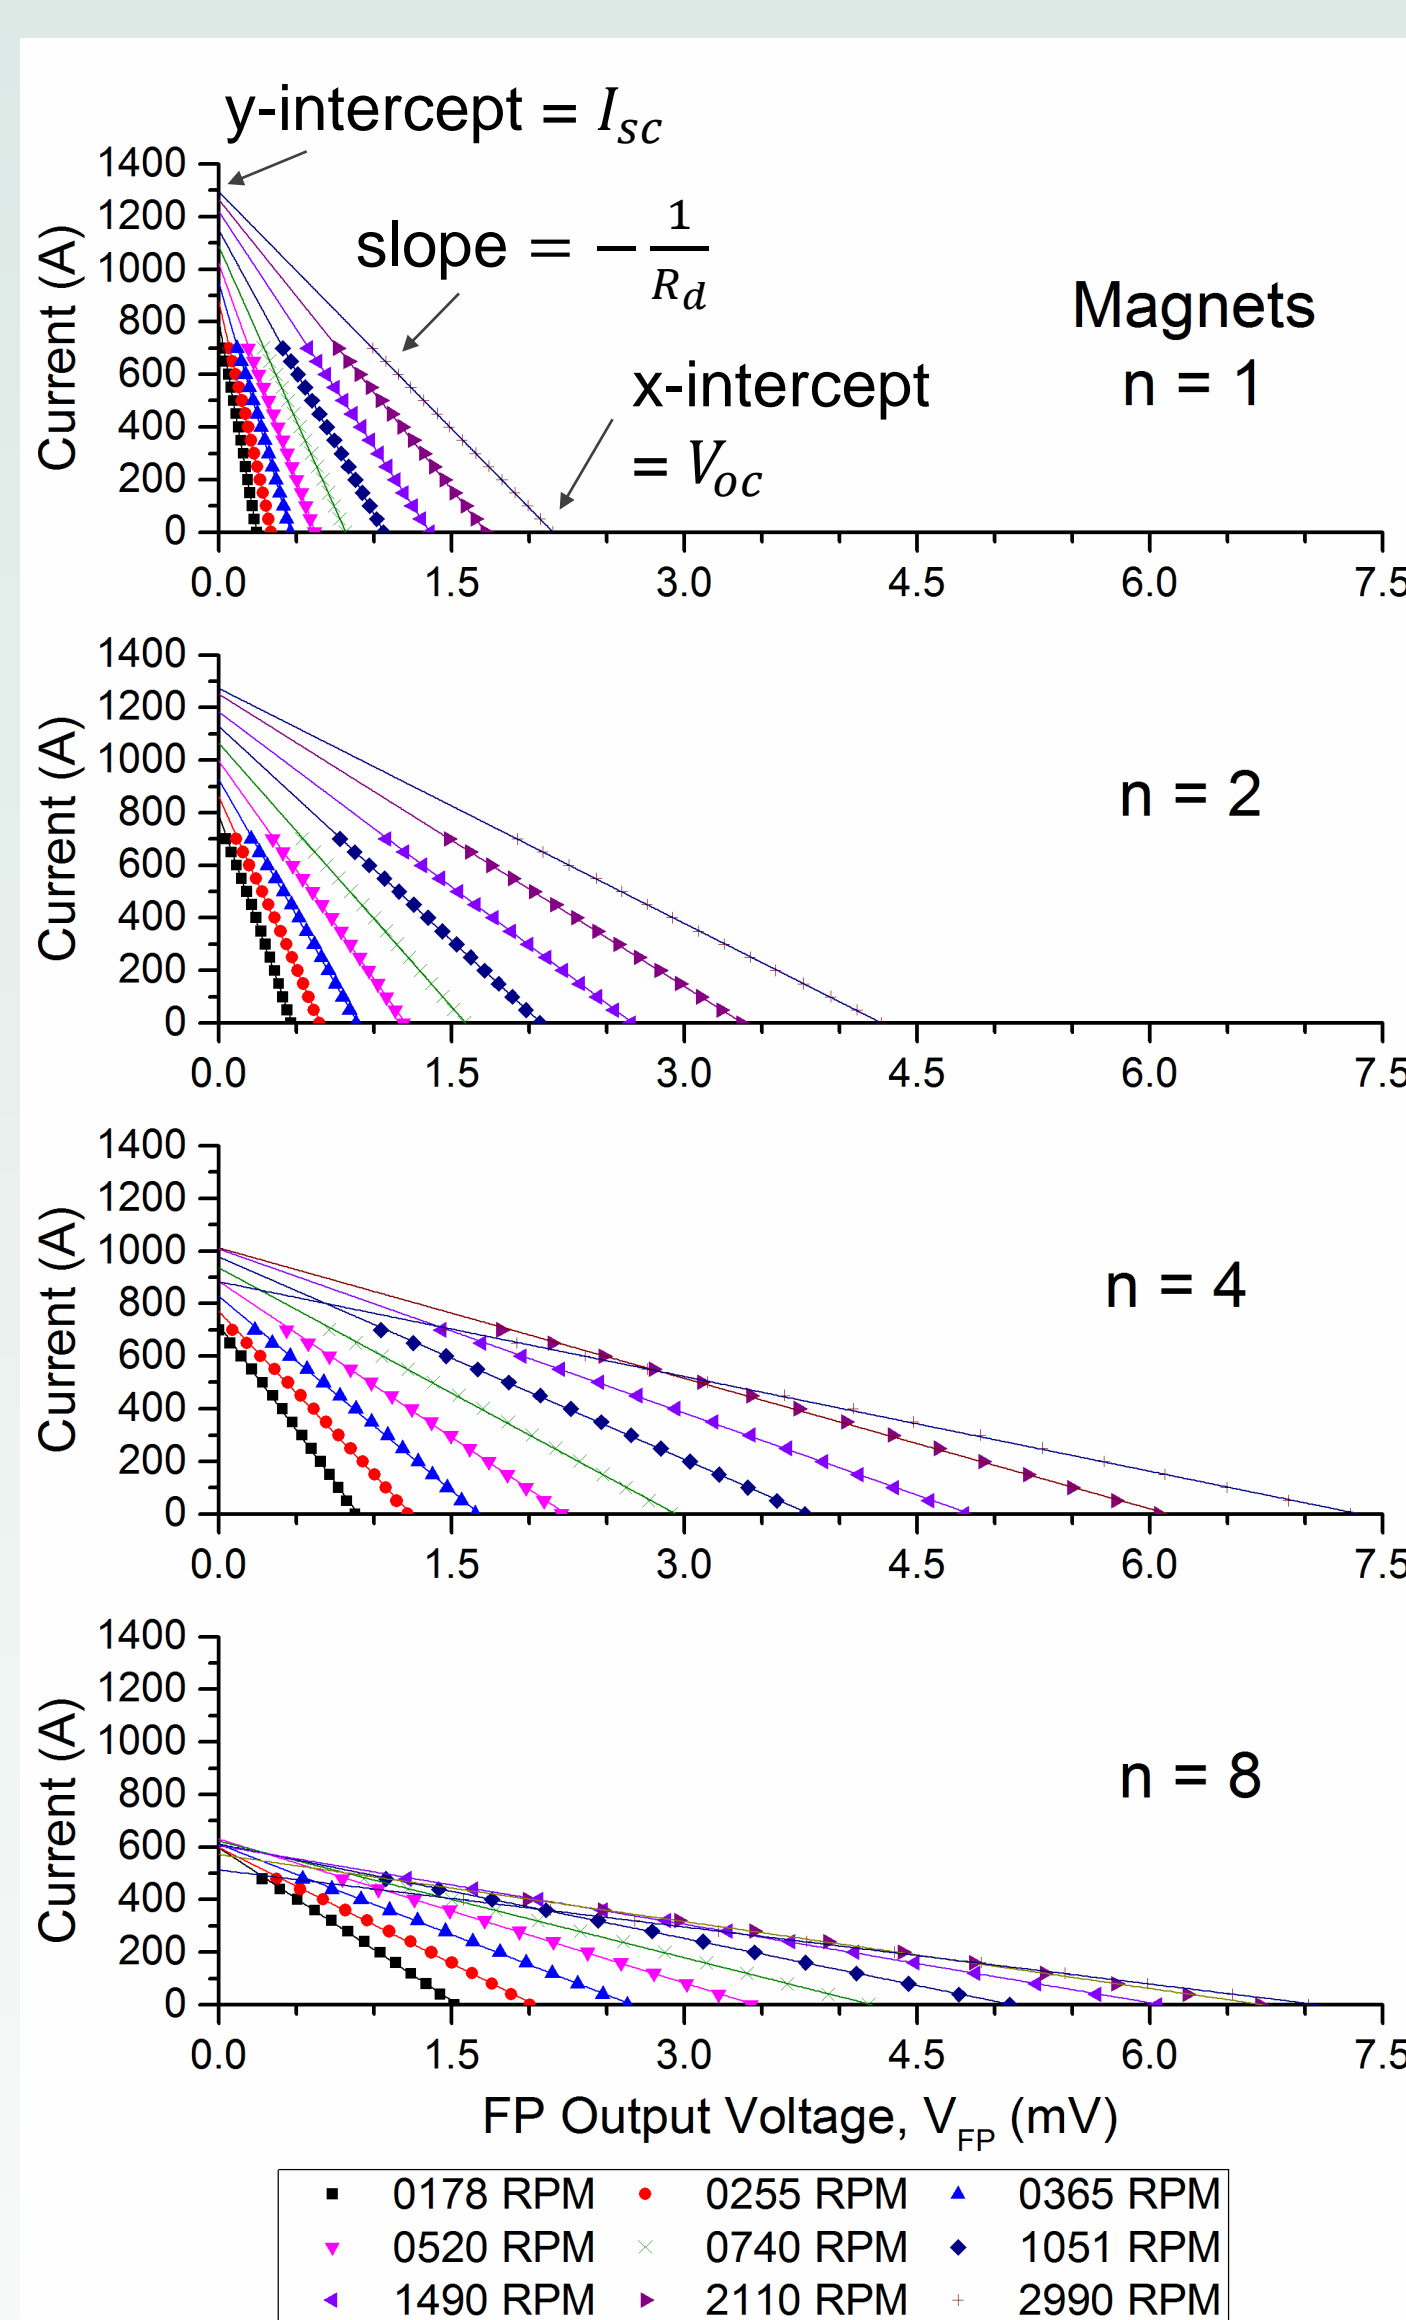 y-intercept = I_sc
slope = − 1/R_d
x-intercept
= V_oc
Magnets
n = 1
Current (A)
1400
1200
1000
800
600
400
200
0
0.0 1.5 3.0 4.5 6.0 7.5
n = 2
Current (A)
1400
1200
1000
800
600
400
200
0
0.0 1.5 3.0 4.5 6.0 7.5
n = 4
Current (A)
1400
1200
1000
800
600
400
200
0
0.0 1.5 3.0 4.5 6.0 7.5
n = 8
Current (A)
1400
1200
1000
800
600
400
200
0
0.0 1.5 3.0 4.5 6.0 7.5
FP Output Voltage, V_FP (mV)
0178 RPM 0255 RPM 0365 RPM
0520 RPM 0740 RPM 1051 RPM
1490 RPM 2110 RPM 2990 RPM